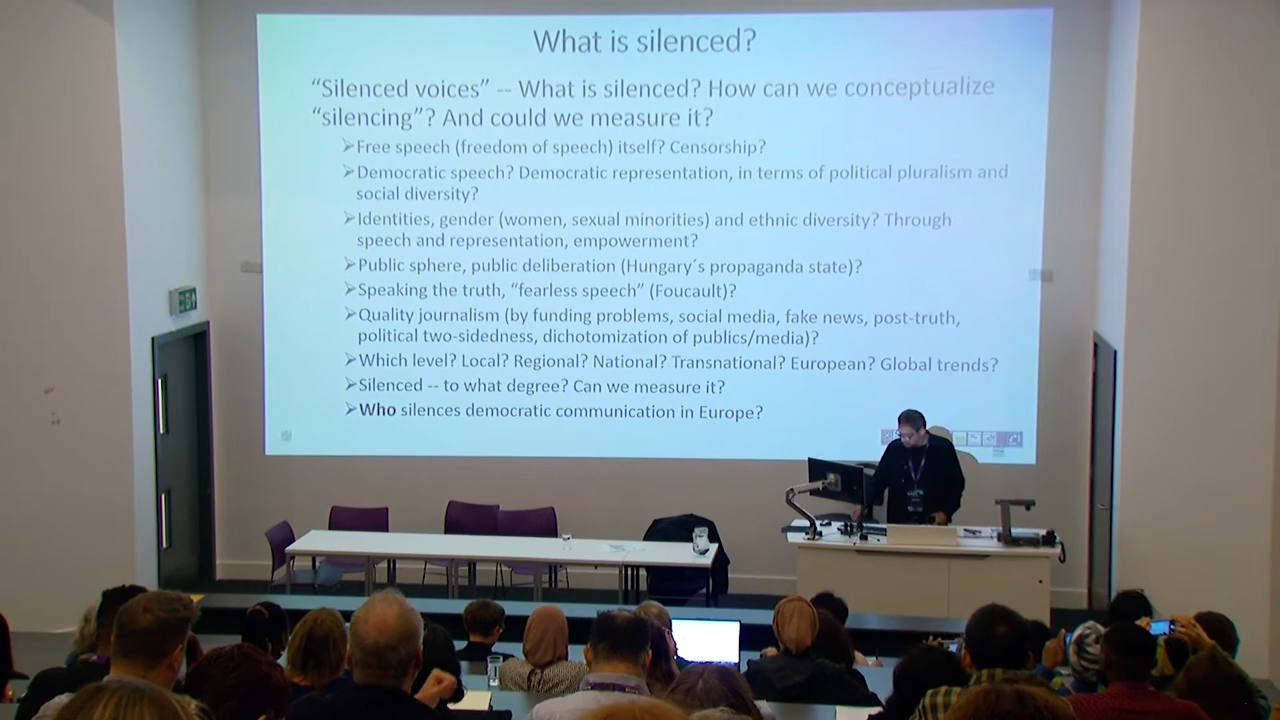 What is silenced?
“Silenced voices” -- What is silenced? How can we conceptualize
“silencing”? And could we measure it?
➢Free speech (freedom of speech) itself? Censorship?
➢Democratic speech? Democratic representation, in terms of political pluralism and
social diversity?
➢Identities, gender (women, sexual minorities) and ethnic diversity? Through
speech and representation, empowerment?
➢Public sphere, public deliberation (Hungary´s propaganda state)?
➢Speaking the truth, “fearless speech” (Foucault)?
➢Quality journalism (by funding problems, social media, fake news, post-truth,
political two-sidedness, dichotomization of publics/media)?
➢Which level? Local? Regional? National? Transnational? European? Global trends?
➢Silenced -- to what degree? Can we measure it?
➢Who silences democratic communication in Europe?